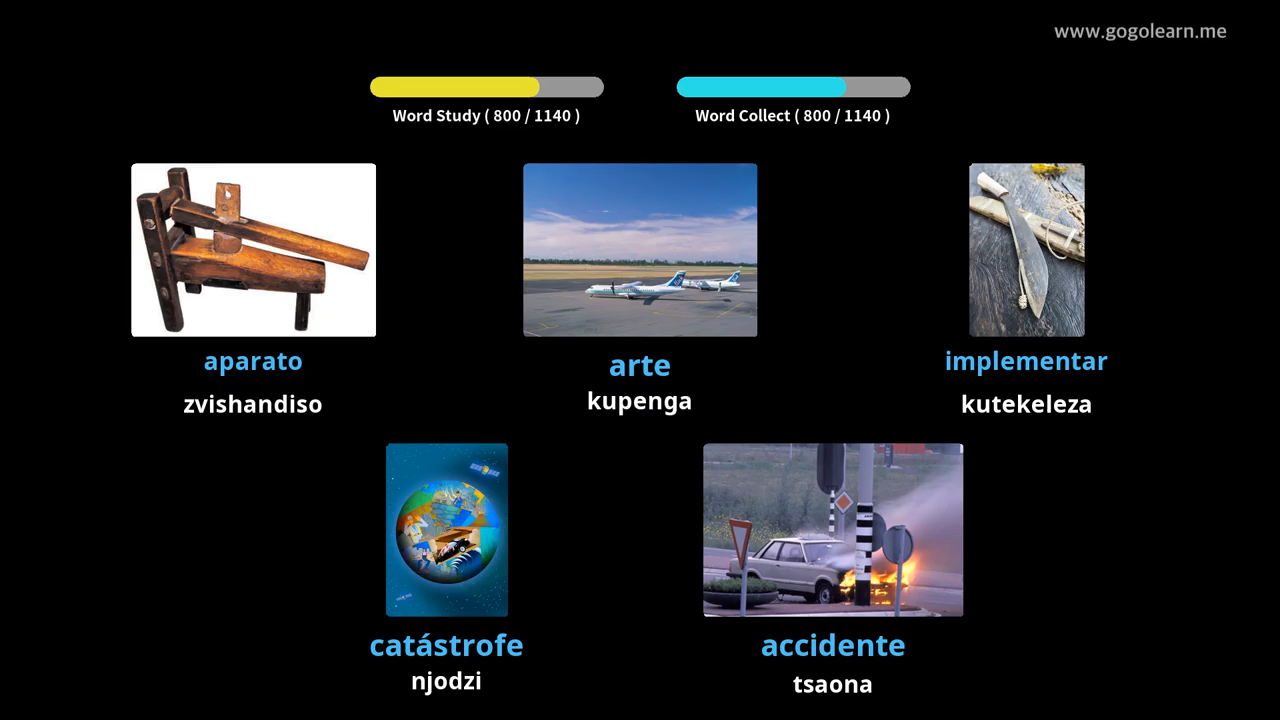 www.gogolearn.me
Word Study ( 800 / 1140 )
Word Collect ( 800 / 1140 )
aparato
zvishandiso
arte
kupenga
implementar
kutekeleza
catástrofe
njodzi
accidente
tsaona